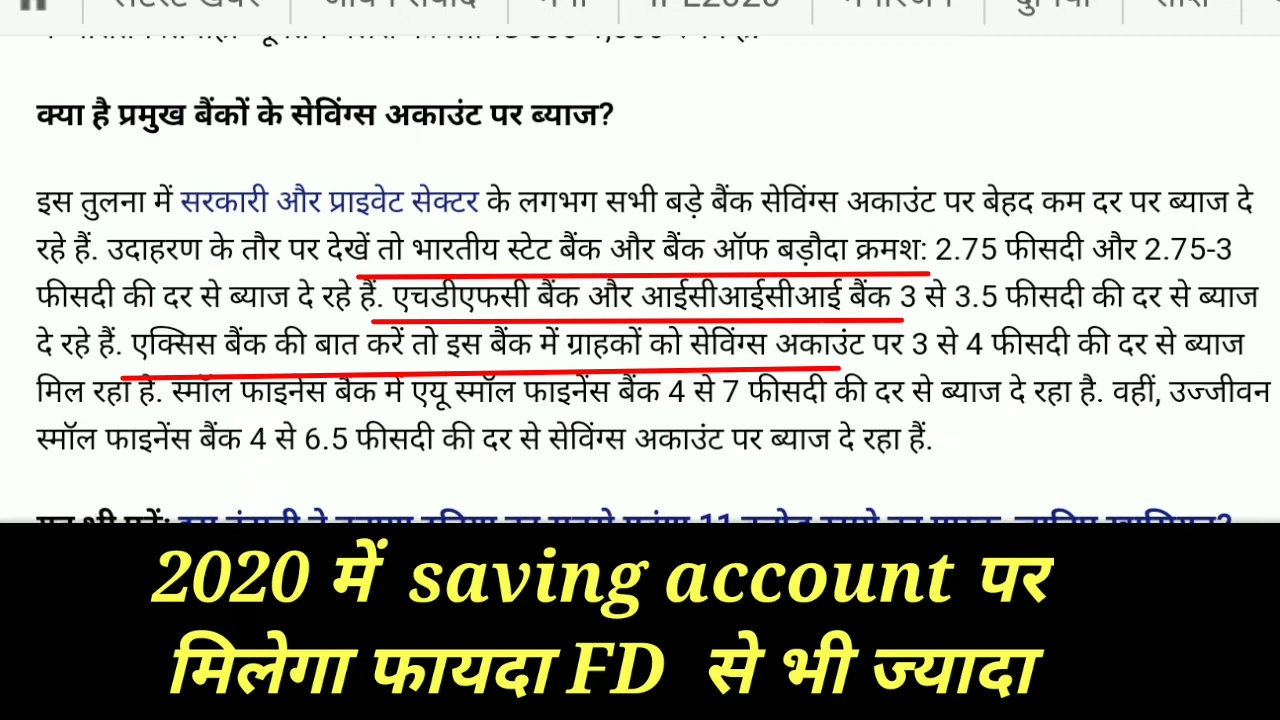 IPL2020
क्या है प्रमुख बैंकों के सेविंग्स अकाउंट पर ब्याज?
इस तुलना में सरकारी और प्राइवेट सेक्टर के लगभग सभी बड़े बैंक सेविंग्स अकाउंट पर बेहद कम दर पर ब्याज दे
रहे हैं. उदाहरण के तौर पर देखें तो भारतीय स्टेट बैंक और बैंक ऑफ बड़ौदा क्रमश: 2.75 फीसदी और 2.75-3
फीसदी की दर से ब्याज दे रहे हैं. एचडीएफसी बैंक और आईसीआईसीआई बैंक 3 से 3.5 फीसदी की दर से ब्याज
दे रहे हैं. एक्सिस बैंक की बात करें तो इस बैंक में ग्राहकों को सेविंग्स अकाउंट पर 3 से 4 फीसदी की दर से ब्याज
मिल रहा है. स्मॉल फाइनेंस बैंक में एयू स्मॉल फाइनेंस बैंक 4 से 7 फीसदी की दर से ब्याज दे रहा है. वहीं, उज्जीवन
स्मॉल फाइनेंस बैंक 4 से 6.5 फीसदी की दर से सेविंग्स अकाउंट पर ब्याज दे रहा हैं.
2020 में saving account पर
मिलेगा फायदा FD से भी ज्यादा